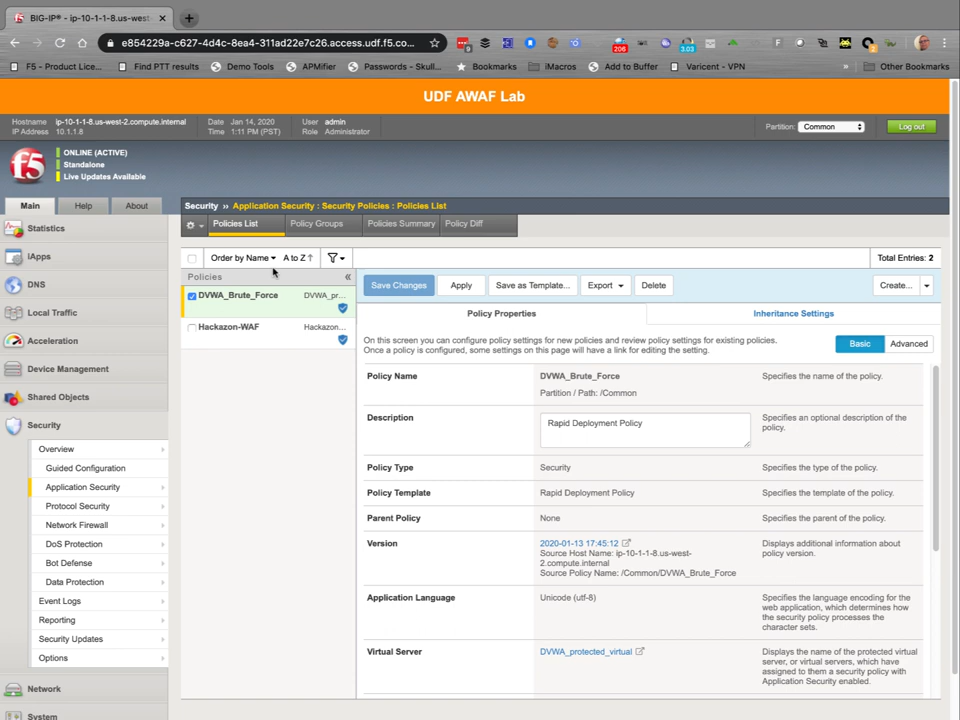 BIG-IP® - ip-10-1-1-8.us-west-
e854229a-c627-4d4c-8ea4-311ad22e7c26.access.udf.f5.co...
206
3.03
F5 - Product Lice...
Find PTT results
Demo Tools
APMifier
Passwords - Skull...
Bookmarks
iMacros
Add to Buffer
Varicent - VPN
»
Other Bookmarks
UDF AWAF Lab
Hostname ip-10-1-1-8.us-west-2.compute.internal
IP Address 10.1.1.8
Date Jan 14, 2020
Time 1:11 PM (PST)
User admin
Role Administrator
Partition: Common
Log out
f5
ONLINE (ACTIVE)
Standalone
Live Updates Available
Main
Help
About
Security ›› Application Security : Security Policies : Policies List
Policies List
Policy Groups
Policies Summary
Policy Diff
Statistics
iApps
DNS
Local Traffic
Acceleration
Device Management
Shared Objects
Security
Overview
Guided Configuration
Application Security
Protocol Security
Network Firewall
DoS Protection
Bot Defense
Data Protection
Event Logs
Reporting
Security Updates
Options
Network
System
Order by Name
A to Z
Total Entries: 2
Policies
«
DVWA_Brute_Force DVWA_pr...
Hackazon-WAF Hackazon...
Save Changes
Apply
Save as Template...
Export
Delete
Create...
Policy Properties
Inheritance Settings
On this screen you can configure policy settings for new policies and review policy settings for existing policies.
Once a policy is configured, some settings on this page will have a link for editing the setting.
Basic
Advanced
Policy Name
DVWA_Brute_Force
Partition / Path: /Common
Specifies the name of the policy.
Description
Rapid Deployment Policy
Specifies an optional description of the
policy.
Policy Type
Security
Specifies the type of the policy.
Policy Template
Rapid Deployment Policy
Specifies the template of the policy.
Parent Policy
None
Specifies the parent of the policy.
Version
2020-01-13 17:45:12
Source Host Name: ip-10-1-1-8.us-west-
2.compute.internal
Source Policy Name: /Common/DVWA_Brute_Force
Displays additional information about
policy version.
Application Language
Unicode (utf-8)
Specifies the language encoding for the
web application, which determines how
the security policy processes the
character sets.
Virtual Server
DVWA_protected_virtual
Displays the name of the protected virtual
server, or virtual servers, which have
assigned to them a security policy with
Application Security enabled.